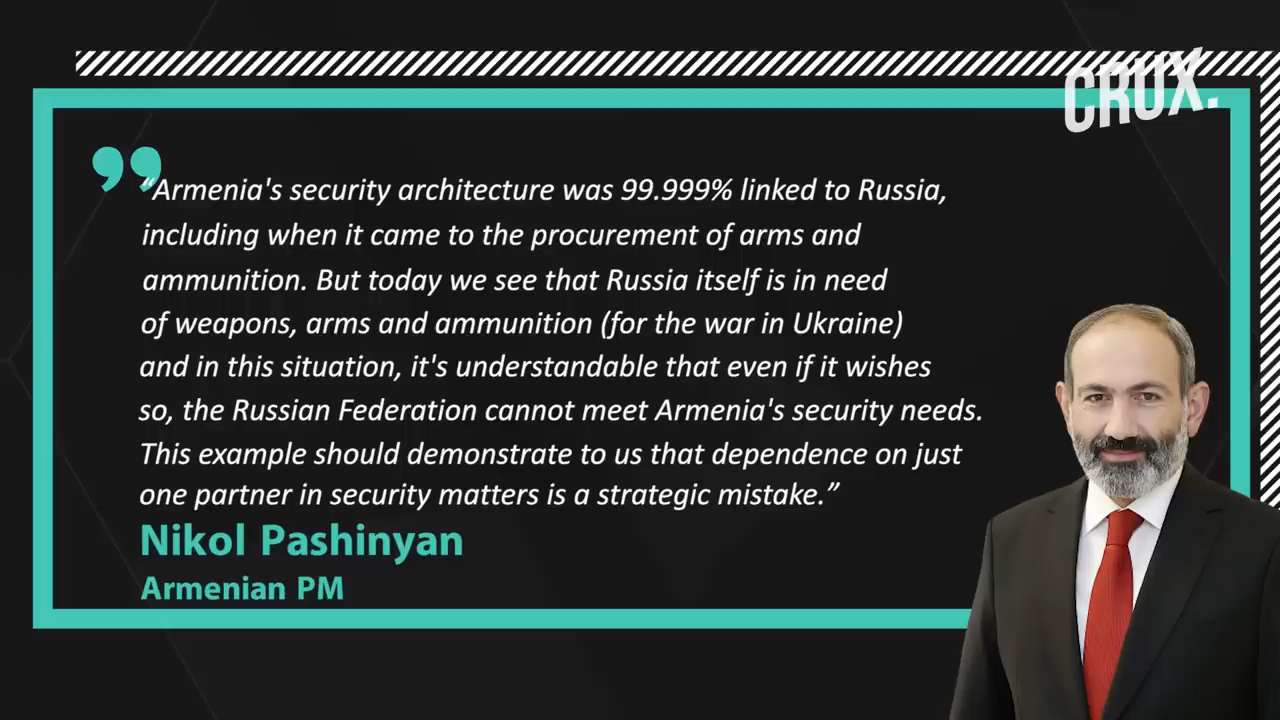 CRUX.
“Armenia's security architecture was 99.999% linked to Russia,
including when it came to the procurement of arms and
ammunition. But today we see that Russia itself is in need
of weapons, arms and ammunition (for the war in Ukraine)
and in this situation, it's understandable that even if it wishes
so, the Russian Federation cannot meet Armenia's security needs.
This example should demonstrate to us that dependence on just
one partner in security matters is a strategic mistake.”
Nikol Pashinyan
Armenian PM